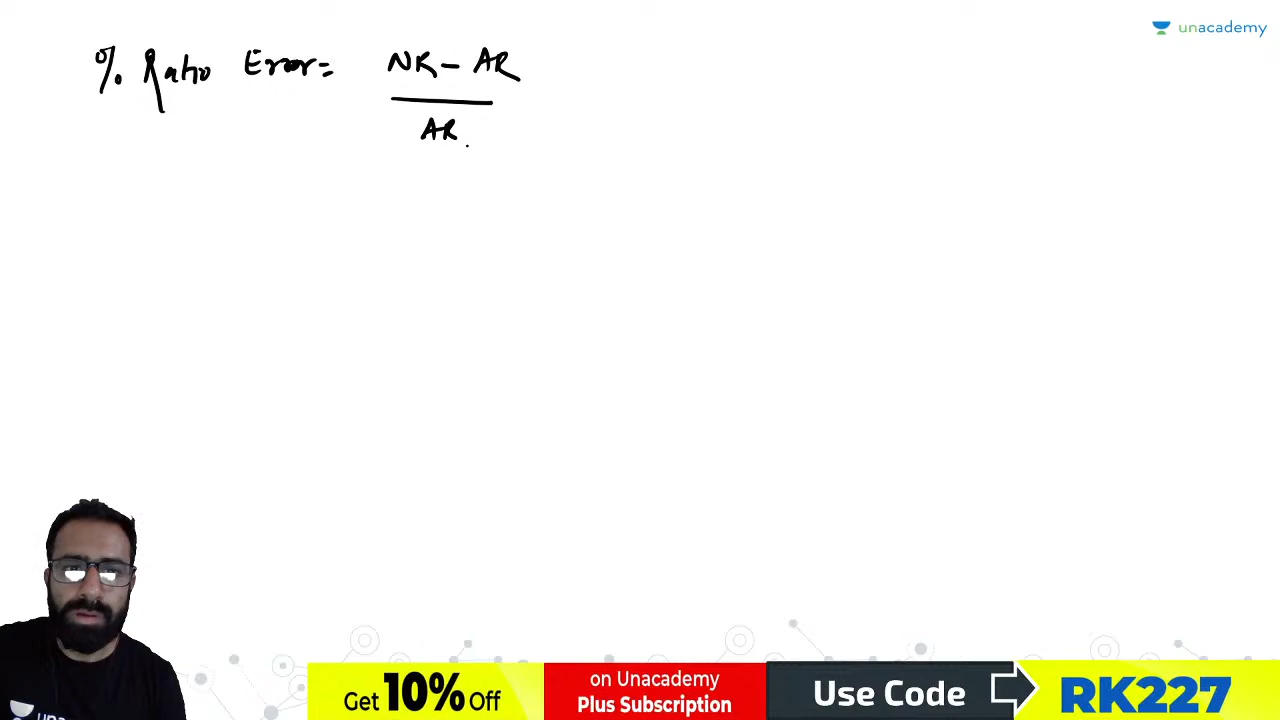 unacademy
% Ratio Error = NR - AR
AR
Get 10% Off
on Unacademy
Plus Subscription
Use Code
RK227